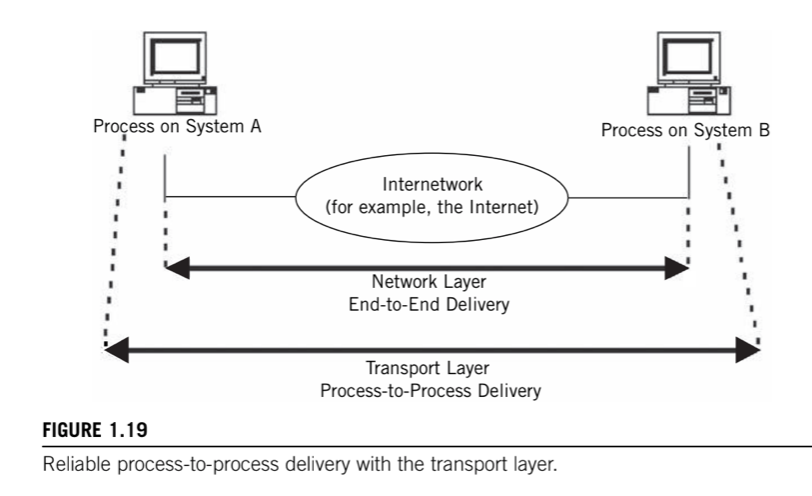 Process on System A
Process on System B
Internetwork
(for example, the Internet)
Network Layer
End-to-End Delivery
Transport Layer
Process-to-Process Delivery
FIGURE 1.19
Reliable process-to-process delivery with the transport layer.